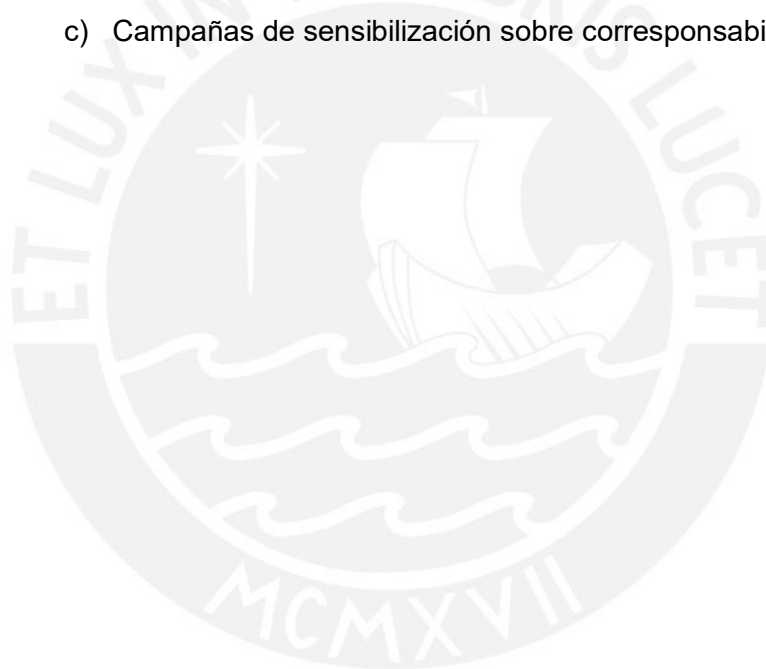 c) Campañas de sensibilización sobre corresponsabi
ET LUX IN
LUCET
MCMXVII